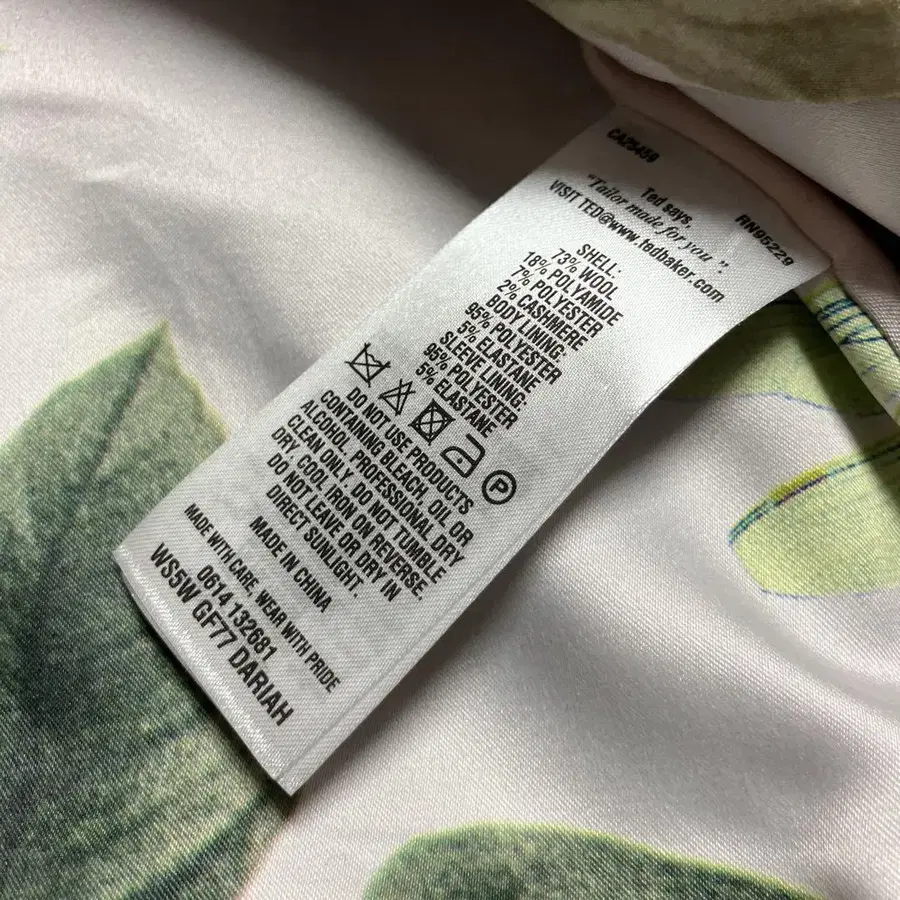 CA25459
RN95229
Ted says,
"Tailor made for you".
VISIT TED@www.tedbaker.com
SHELL:
73% WOOL
18% POLYAMIDE
7% POLYESTER
2% CASHMERE
BODY LINING:
95% POLYESTER
5% ELASTANE
SLEEVE LINING:
95% POLYESTER
5% ELASTANE
P
DO NOT USE PRODUCTS
CONTAINING BLEACH, OIL OR
ALCOHOL. PROFESSIONAL DRY
CLEAN ONLY. DO NOT TUMBLE
DRY. COOL IRON ON REVERSE.
DO NOT LEAVE OR DRY IN
DIRECT SUNLIGHT.
MADE IN CHINA
MADE WITH CARE, WEAR WITH PRIDE
0614 132681
WS5W GF77 DARIAH